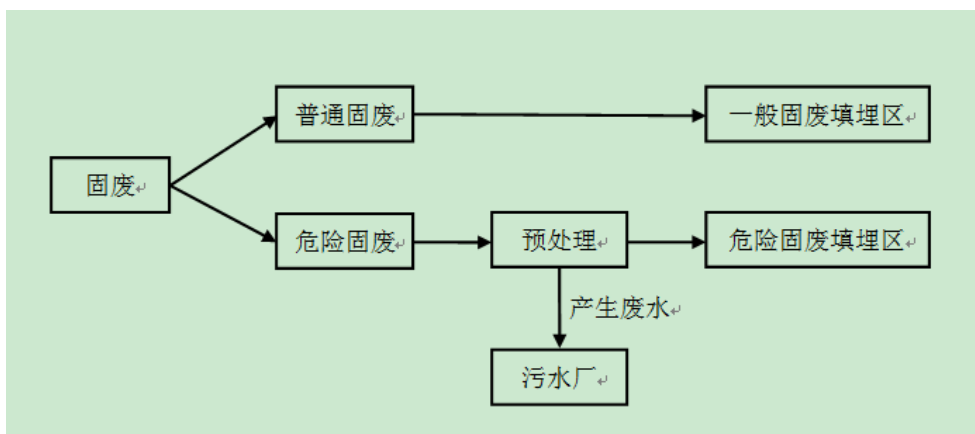 普通固废
一般固废填埋区
固废
危险固废
预处理
危险固废填埋区
产生废水
污水厂